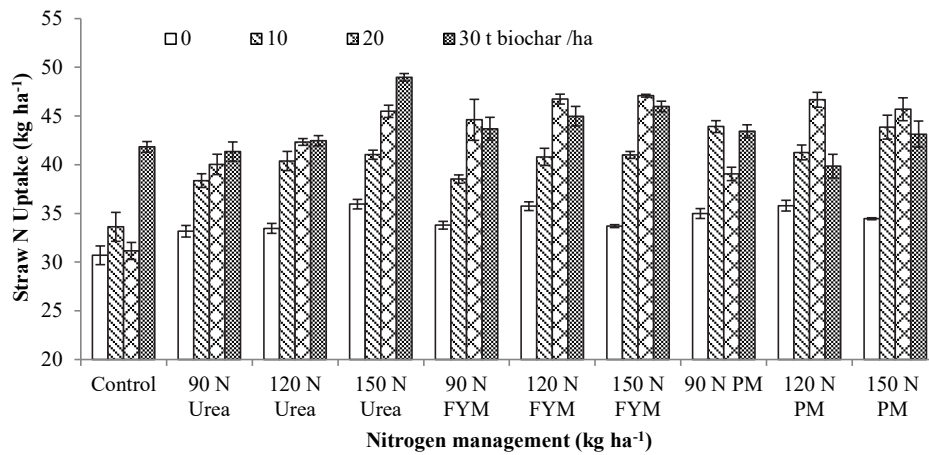 55
50
45
40
35
30
25
20
Straw N Uptake (kg ha-1)
0 10 20 30 t biochar /ha
Control 90 N Urea 120 N Urea 150 N Urea 90 N FYM 120 N FYM 150 N FYM 90 N PM 120 N PM 150 N PM
Nitrogen management (kg ha-1)